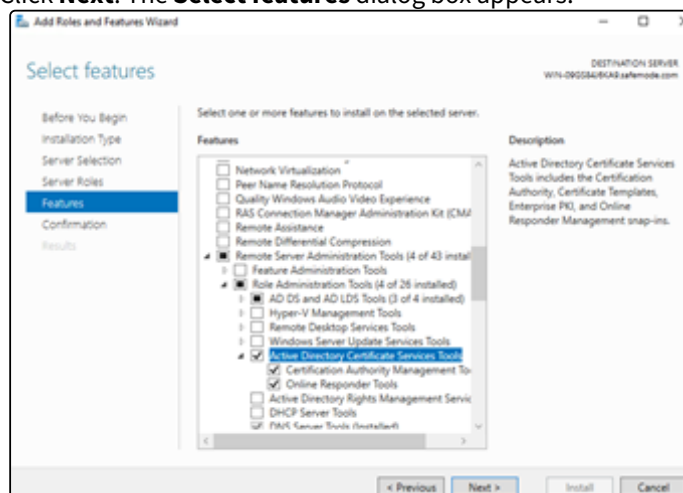 Click Next. The Select features dialog box appears.
Add Roles and Features Wizard
Select features
DESTINATION SERVER
Before You Begin
Installation Type
Server Selection
Server Roles
Features
Confirmation
Results
Select one or more features to install on the selected server.
Features
Network Virtualization
Peer Name Resolution Protocol
Quality Windows Audio Video Experience
RAS Connection Manager Administration Kit (CMA
Remote Assistance
Remote Differential Compression
Remote Server Administration Tools (4 of 43 instal
Feature Administration Tools
Role Administration Tools (4 of 26 installed)
AD DS and AD LDS Tools (3 of 4 installed)
Hyper-V Management Tools
Remote Desktop Services Tools
Windows Server Update Services Tools
Active Directory Certificate Services Tools
Certification Authority Management To
Online Responder Tools
Active Directory Rights Management Servic
DHCP Server Tools
DNS Server Tools (Installed)
Description
Active Directory Certificate Services
Tools includes the Certification
Authority, Certificate Templates,
Enterprise PKI, and Online
Responder Management snap-ins.
< Previous
Next >
Install
Cancel